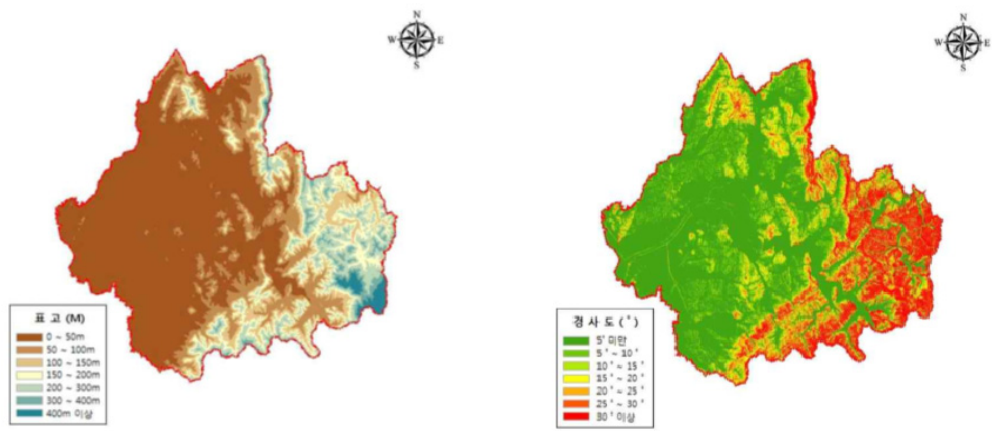 N
W E
S
표 고 (M)
0 ~ 50m
50 ~ 100m
100 ~ 150m
150 ~ 200m
200 ~ 300m
300 ~ 400m
400m 이상
N
W E
S
경 사 도 ( ˚ )
5˚ 미만
5˚ ~ 10˚
10˚ ~ 15˚
15˚ ~ 20˚
20˚ ~ 25˚
25˚ ~ 30˚
30˚ 이상